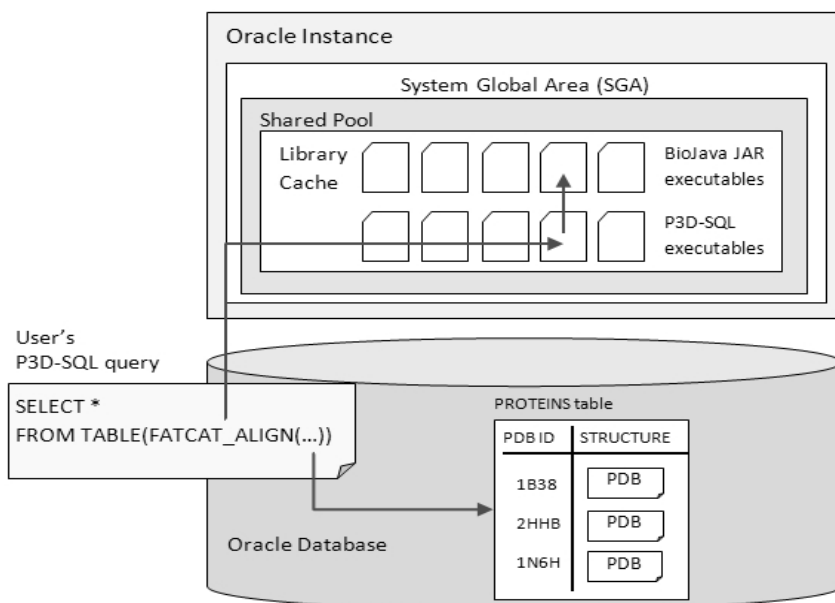 Oracle Instance
System Global Area (SGA)
Shared Pool
Library
Cache
BioJava JAR
executables
P3D-SQL
executables
User's
P3D-SQL query
SELECT *
FROM TABLE(FATCAT_ALIGN(...))
PROTEINS table
PDB ID STRUCTURE
1B38 PDB
2HHB PDB
1N6H PDB
Oracle Database